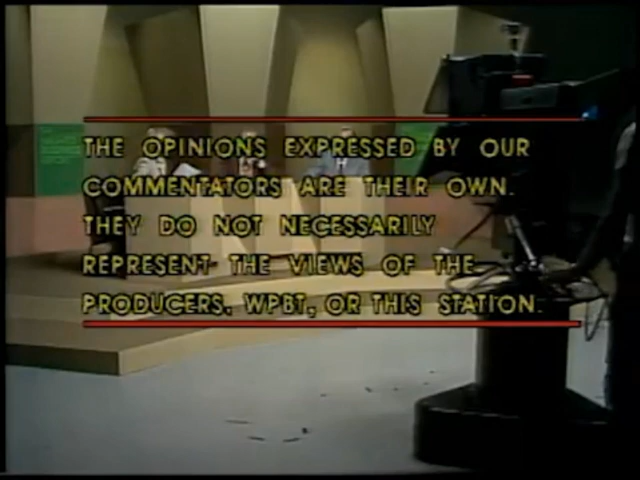 THE OPINIONS EXPRESSED BY OUR
COMMENTATORS ARE THEIR OWN.
THEY DO NOT NECESSARILY
REPRESENT THE VIEWS OF THE
PRODUCERS, WPBT, OR THIS STATION.